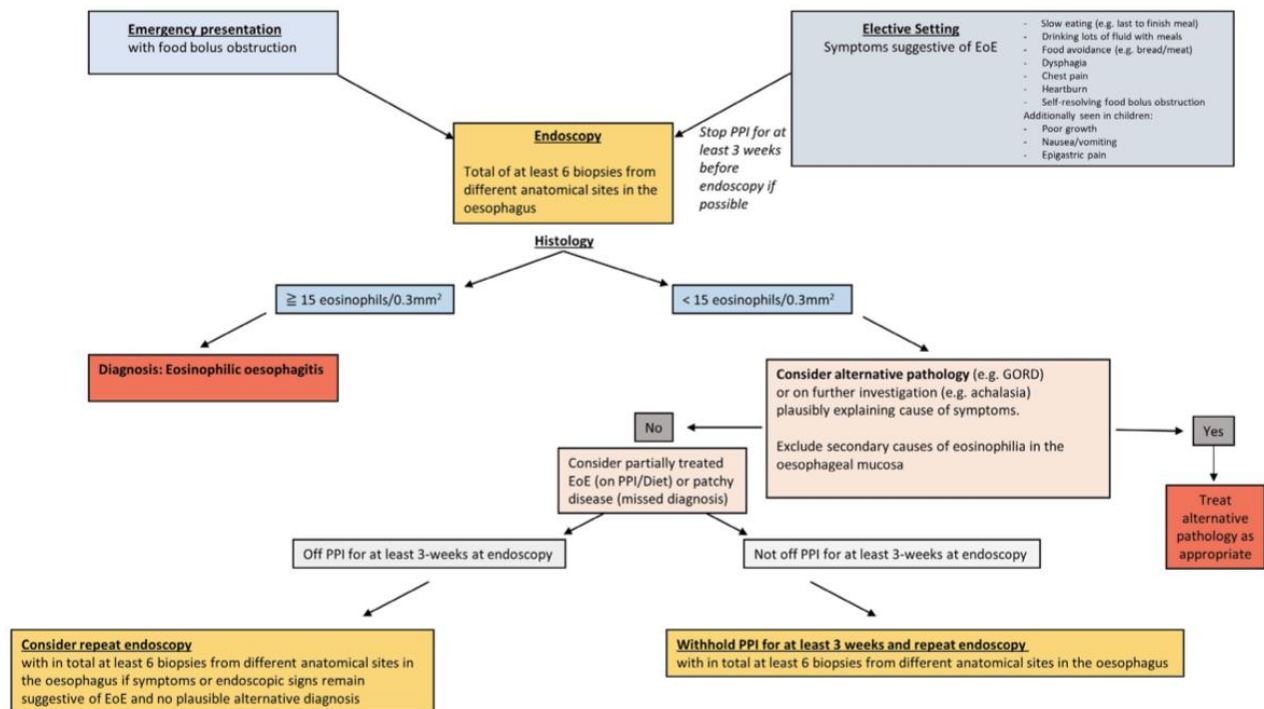 Emergency presentation
with food bolus obstruction
Elective Setting
Symptoms suggestive of EoE
- Slow eating (e.g. last to finish meal)
- Drinking lots of fluid with meals
- Food avoidance (e.g. bread/meat)
- Dysphagia
- Chest pain
- Heartburn
- Self-resolving food bolus obstruction
Additionally seen in children:
- Poor growth
- Nausea/vomiting
- Epigastric pain
Endoscopy
Total of at least 6 biopsies from
different anatomical sites in the
oesophagus
Stop PPI for at
least 3 weeks
before
endoscopy if
possible
Histology
≧ 15 eosinophils/0.3mm²
< 15 eosinophils/0.3mm²
Diagnosis: Eosinophilic oesophagitis
Consider alternative pathology (e.g. GORD)
or on further investigation (e.g. achalasia)
plausibly explaining cause of symptoms.
Exclude secondary causes of eosinophilia in the
oesophageal mucosa
No
Yes
Consider partially treated
EoE (on PPI/Diet) or patchy
disease (missed diagnosis)
Treat
alternative
pathology as
appropriate
Off PPI for at least 3-weeks at endoscopy
Not off PPI for at least 3-weeks at endoscopy
Consider repeat endoscopy
with in total at least 6 biopsies from different anatomical sites in
the oesophagus if symptoms or endoscopic signs remain
suggestive of EoE and no plausible alternative diagnosis
Withhold PPI for at least 3 weeks and repeat endoscopy
with in total at least 6 biopsies from different anatomical sites in the oesophagus